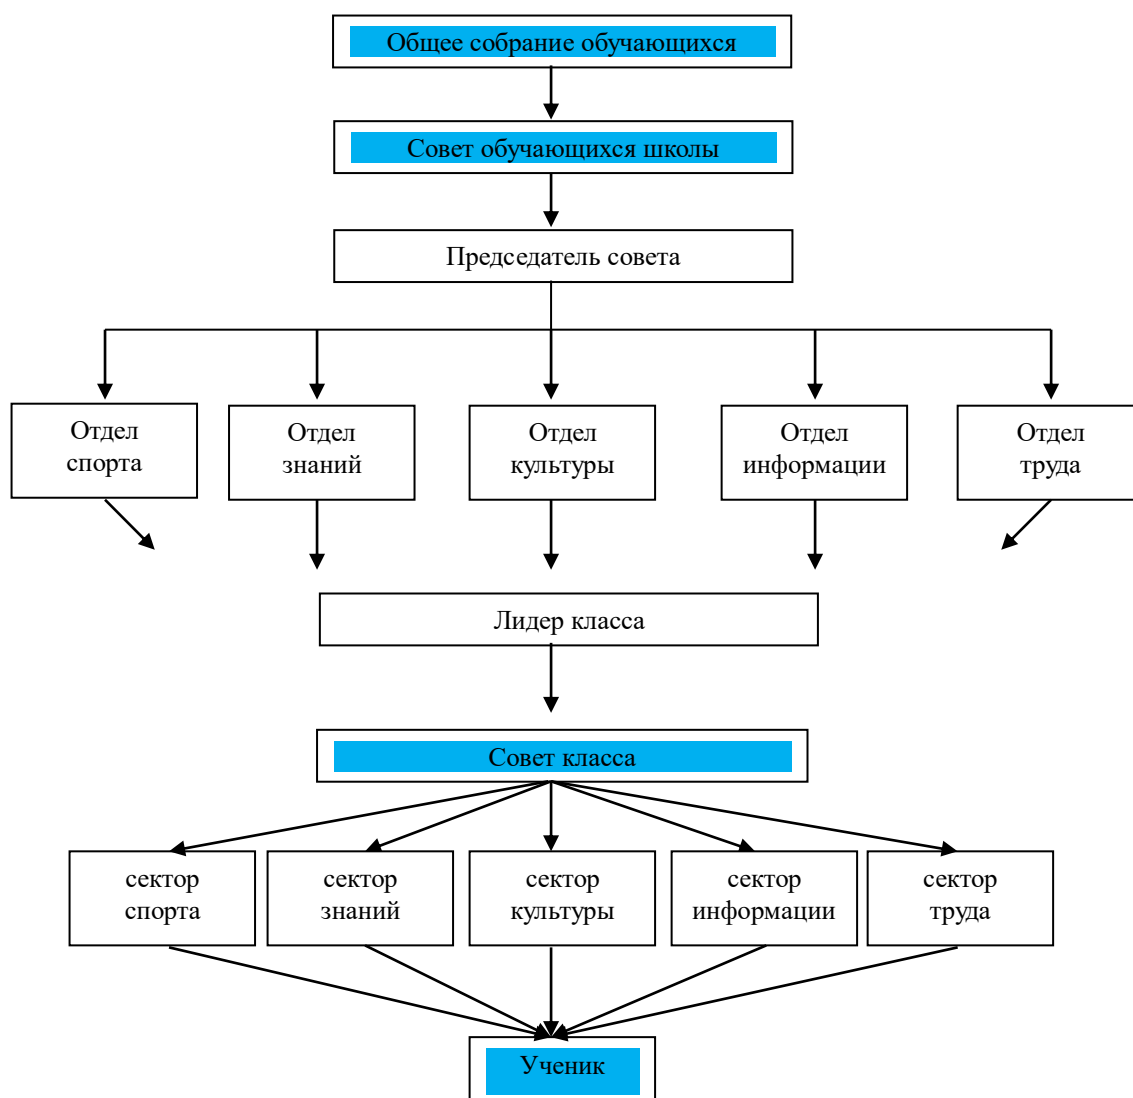 Общее собрание обучающихся
Совет обучающихся школы
Председатель совета
Отдел
спорта
Отдел
знаний
Отдел
культуры
Отдел
информации
Отдел
труда
Лидер класса
Совет класса
сектор
спорта
сектор
знаний
сектор
культуры
сектор
информации
сектор
труда
Ученик